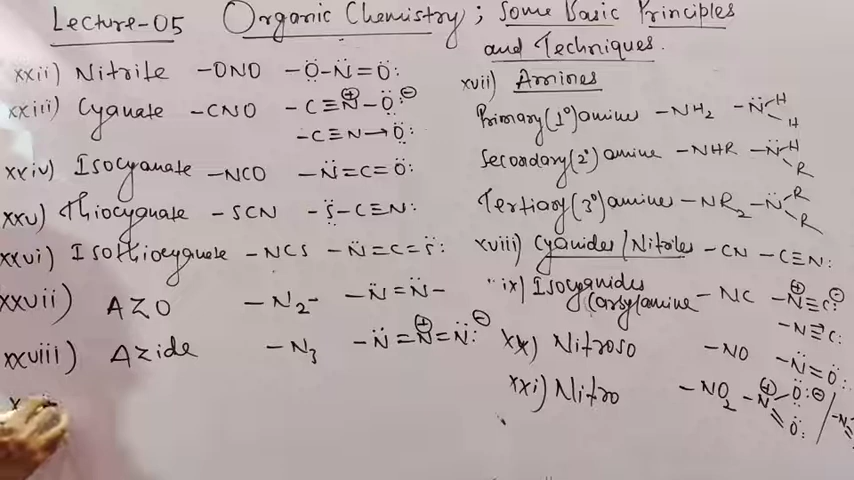 Lecture-05 Organic Chemistry; Some Basic Principles
and Techniques.
xxii) Nitrite -ONO -Ö-N̈=Ö:
xxiii) Cyanate -CNO -C≡N⊕-Ö:⊖
-C≡N→Ö:
xxiv) Isocyanate -NCO -N̈=C=Ö:
xxv) Thiocyanate -SCN -S̈-C≡N:
xxvi) Isothiocyanate -NCS -N̈=C=S̈:
xxvii) AZO -N2- -N̈=N̈-
xxviii) Azide -N3 -N̈=N⊕=N̈:⊖
x
xvii) Amines
Primary(1°)amine -NH2 -N̈ H H
Secondary(2°) amine -NHR -N̈ H R
Tertiary(3°)amine -NR2 -N̈ R R
xviii) Cyanides/Nitriles -CN -C≡N:
ix) Isocyanides -NC -N⊕≡C:⊖
Carbylamine -N≡C:
xx) Nitroso -NO -N̈=Ö:
xxi) Nitro -NO2 -N⊕ Ö:⊖ =Ö: / -N=